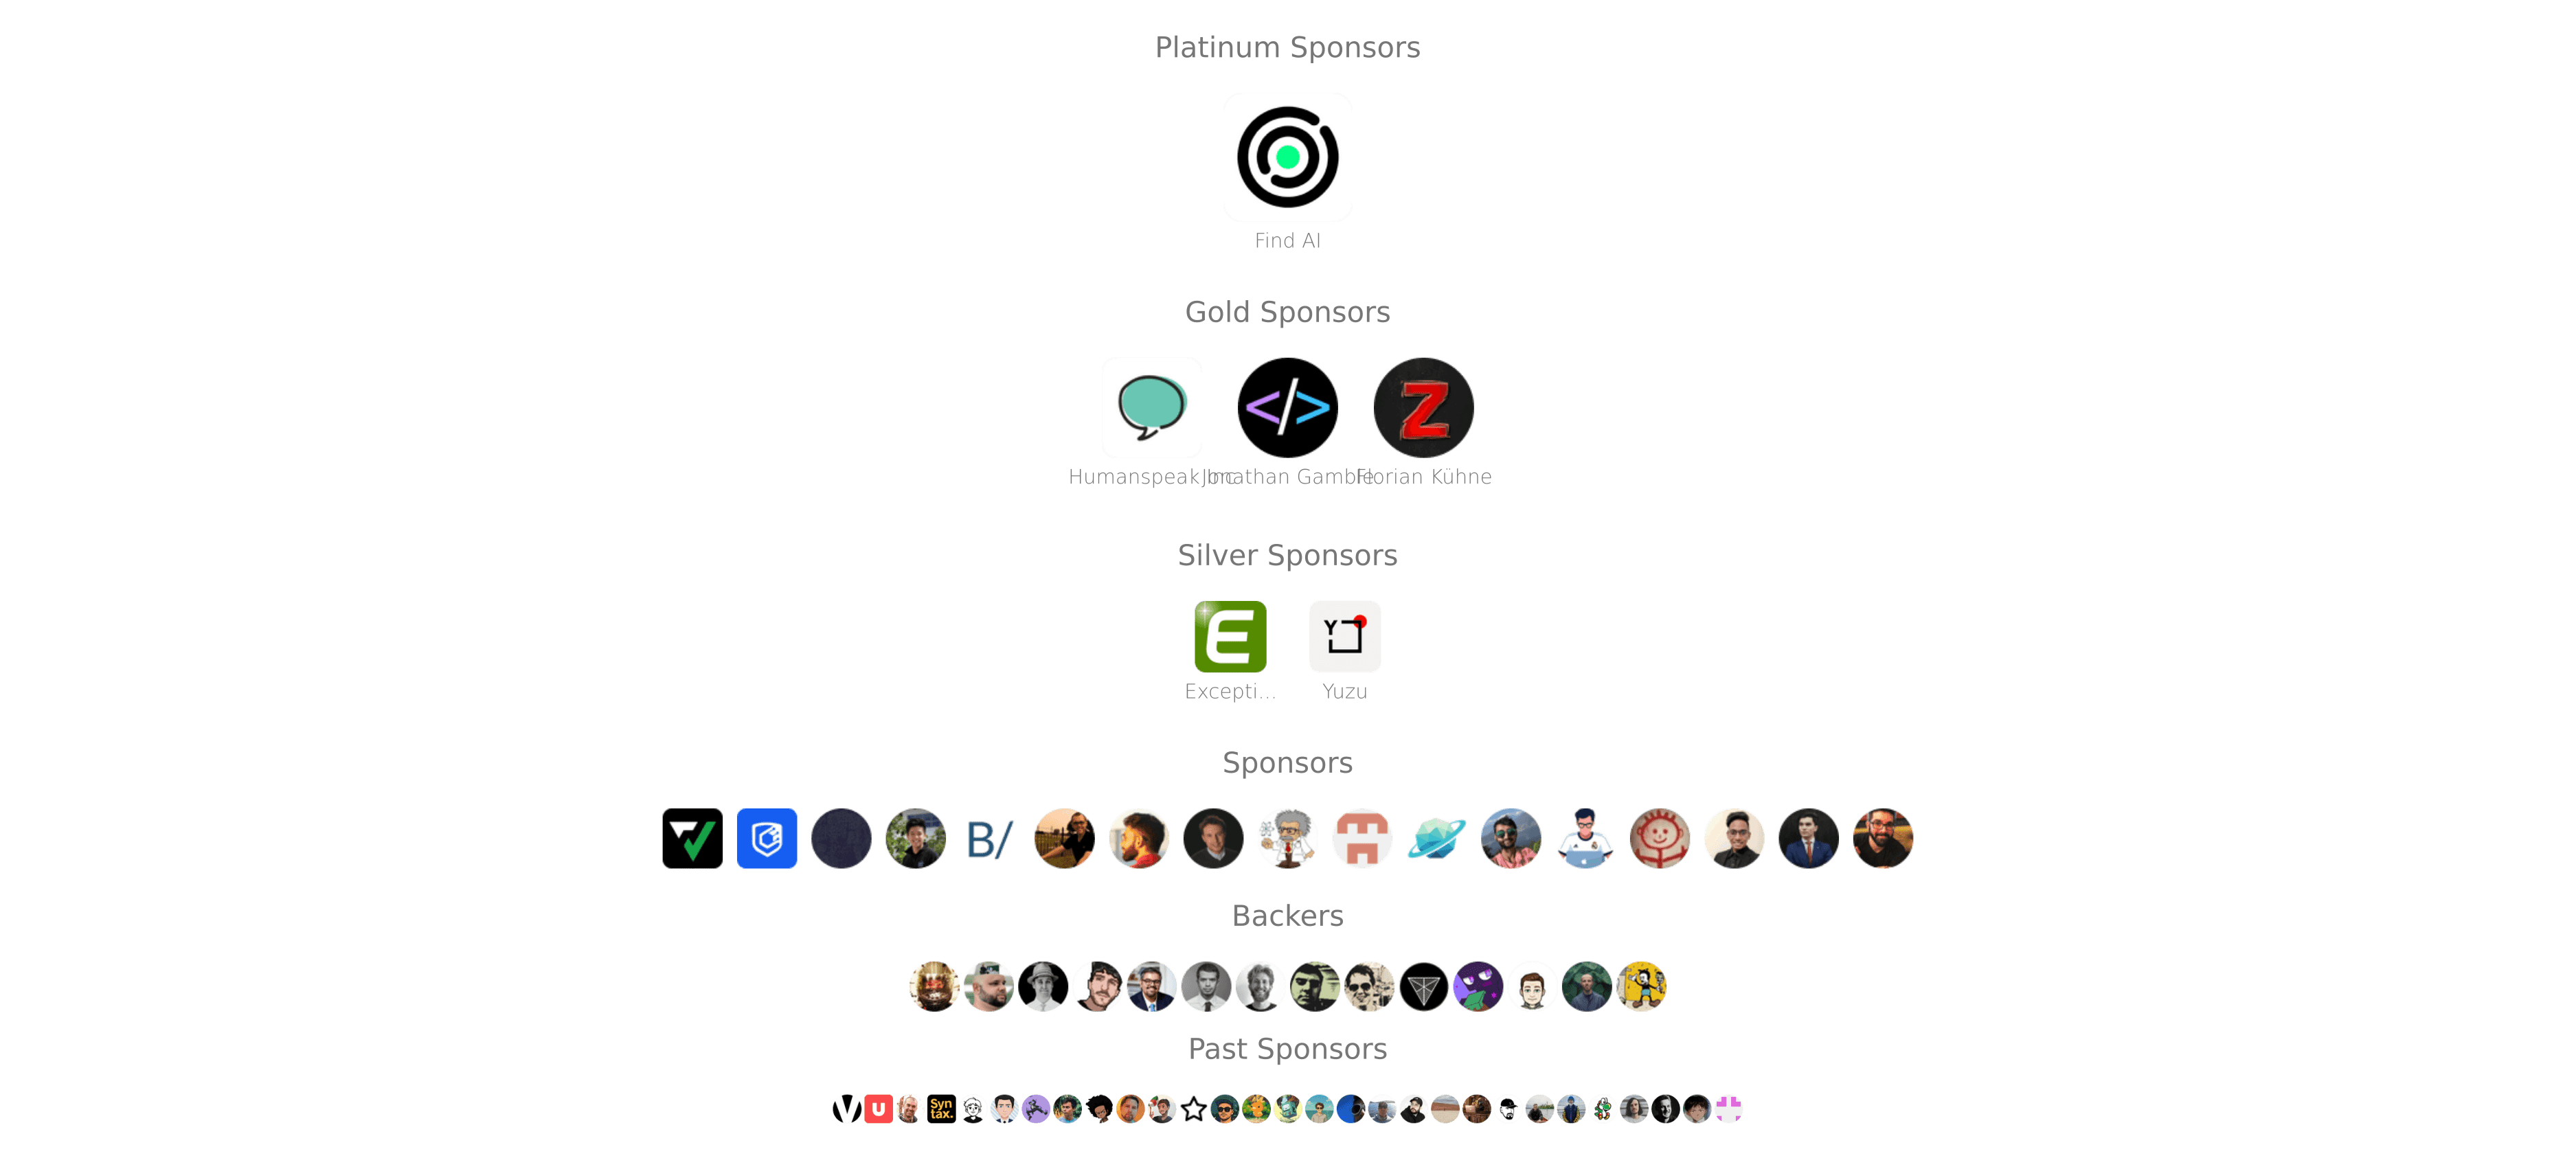 Platinum Sponsors
Find AI
Gold Sponsors
Z
Humanspeak Inc Jonathan Gamble Florian Kühne
Silver Sponsors
E Y
Excepti... Yuzu
Sponsors
B/
Backers
Past Sponsors
U Syn
tax.